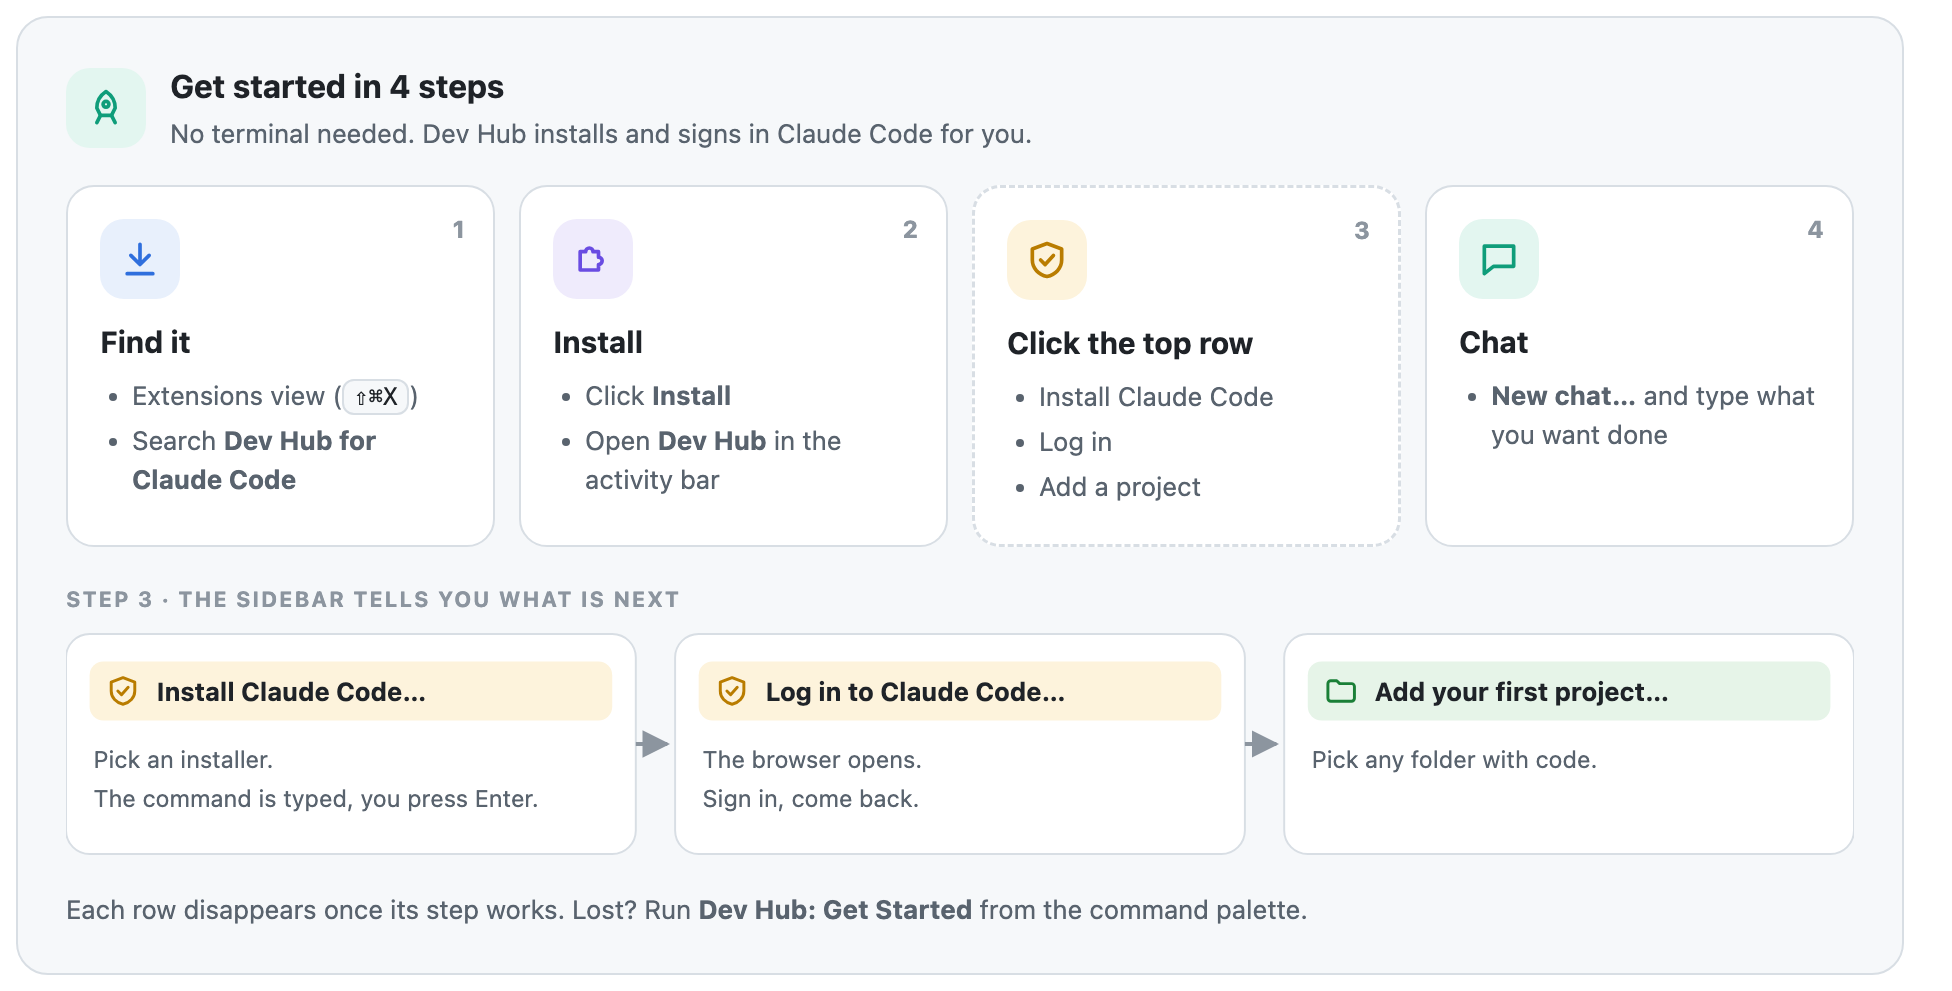 Get started in 4 steps
No terminal needed. Dev Hub installs and signs in Claude Code for you.
1
Find it
• Extensions view (⇧⌘X)
• Search Dev Hub for
Claude Code
2
Install
• Click Install
• Open Dev Hub in the
activity bar
3
Click the top row
• Install Claude Code
• Log in
• Add a project
4
Chat
• New chat... and type what
you want done
STEP 3 · THE SIDEBAR TELLS YOU WHAT IS NEXT
Install Claude Code...
Pick an installer.
The command is typed, you press Enter.
Log in to Claude Code...
The browser opens.
Sign in, come back.
Add your first project...
Pick any folder with code.
Each row disappears once its step works. Lost? Run Dev Hub: Get Started from the command palette.